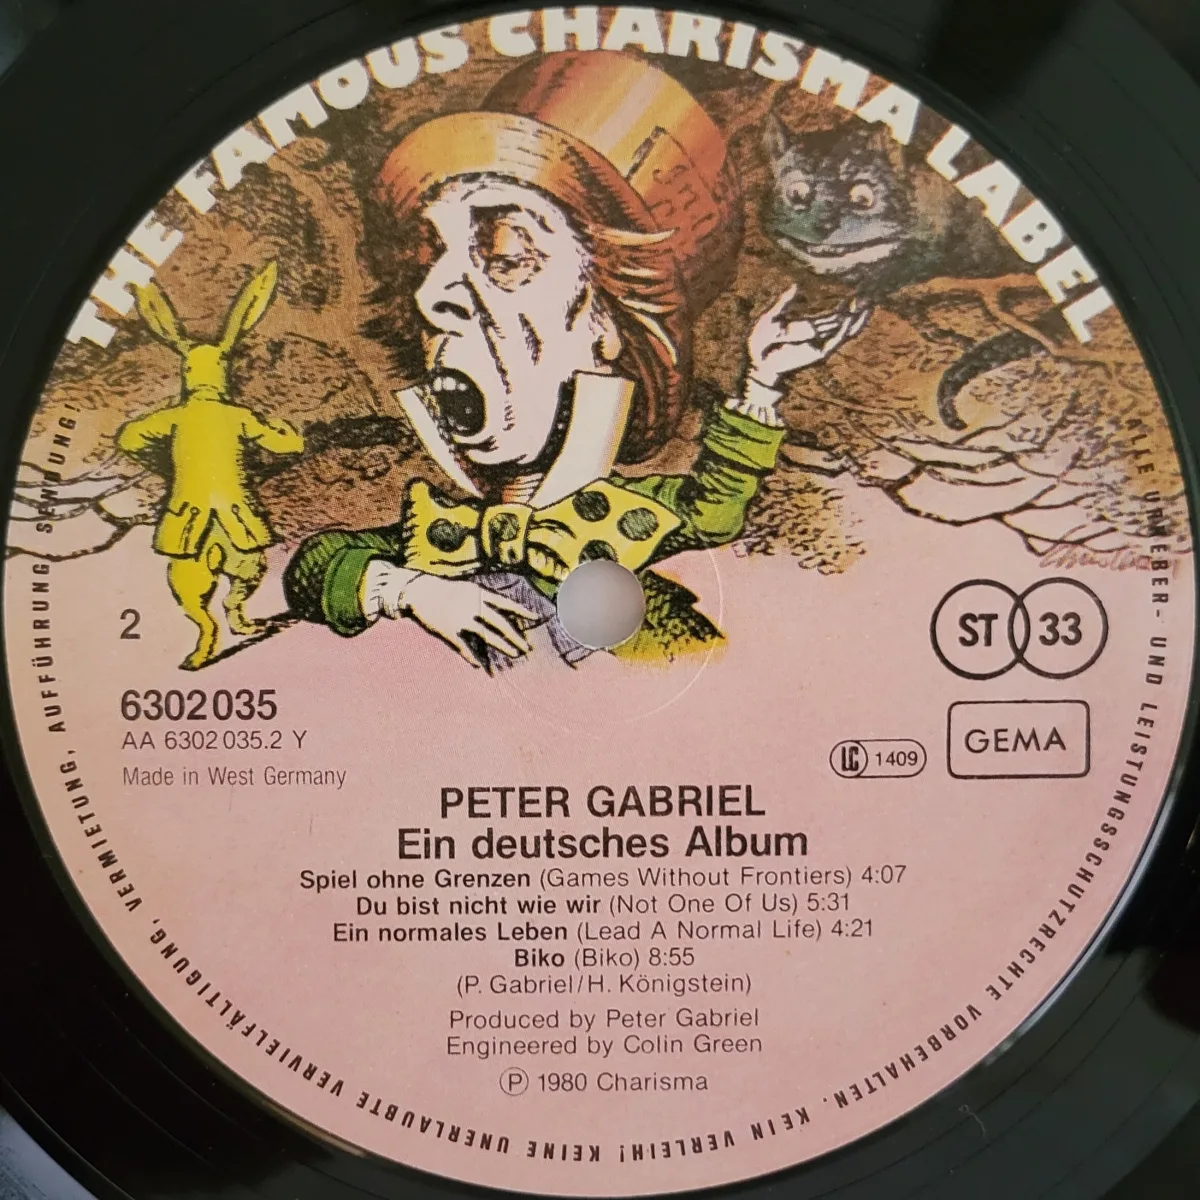 THE FAMOUS CHARISMA LABEL
2
ST 33
6302 035
AA 6302 035.2 Y
GEMA
Made in West Germany
LC 1409
PETER GABRIEL
Ein deutsches Album
Spiel ohne Grenzen (Games Without Frontiers) 4:07
Du bist nicht wie wir (Not One Of Us) 5:31
Ein normales Leben (Lead A Normal Life) 4:21
Biko (Biko) 8:55
(P. Gabriel/H. Königstein)
Produced by Peter Gabriel
Engineered by Colin Green
Ⓟ 1980 Charisma
ALLE URHEBER- UND LEISTUNGSSCHUTZRECHTE VORBEHALTEN. KEIN VERLEIH! KEINE UNERLAUBTE VERVIELFÄLTIGUNG, VERMIETUNG, AUFFÜHRUNG, SENDUNG!